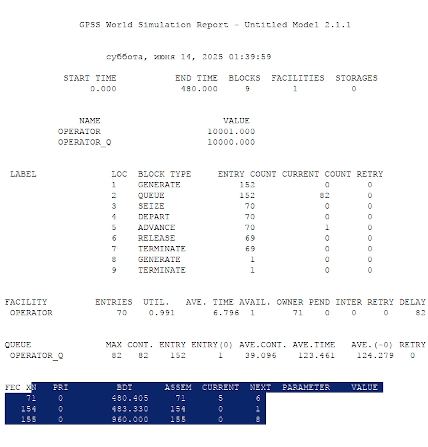 GPSS World Simulation Report - Untitled Model 2.1.1
суббота, июня 14, 2025 01:39:59
START TIME END TIME BLOCKS FACILITIES STORAGES
0.000 480.000 9 1 0
NAME VALUE
OPERATOR 10001.000
OPERATOR_Q 10000.000
LABEL LOC BLOCK TYPE ENTRY COUNT CURRENT COUNT RETRY
1 GENERATE 152 0 0
2 QUEUE 152 82 0
3 SEIZE 70 0 0
4 DEPART 70 0 0
5 ADVANCE 70 1 0
6 RELEASE 69 0 0
7 TERMINATE 69 0 0
8 GENERATE 1 0 0
9 TERMINATE 1 0 0
FACILITY ENTRIES UTIL. AVE. TIME AVAIL. OWNER PEND INTER RETRY DELAY
OPERATOR 70 0.991 6.796 1 71 0 0 0 82
QUEUE MAX CONT. ENTRY ENTRY(0) AVE.CONT. AVE.TIME AVE.(-0) RETRY
OPERATOR_Q 82 82 152 1 39.096 123.461 124.279 0
FEC XN PRI BDT ASSEM CURRENT NEXT PARAMETER VALUE
71 0 480.405 71 5 6
154 0 483.330 154 0 1
155 0 960.000 155 0 8